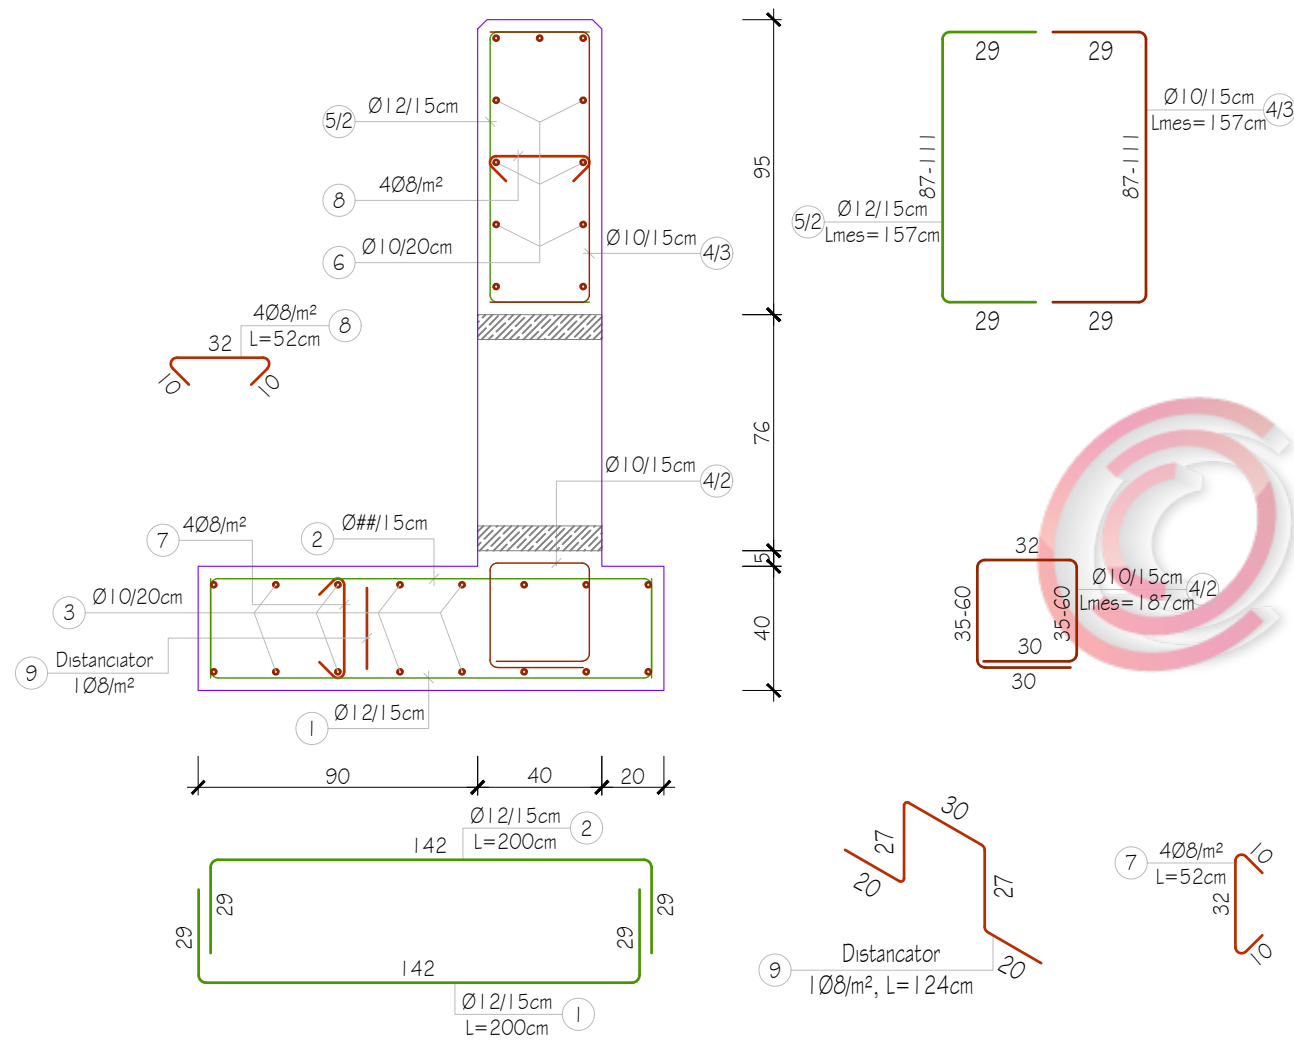 Ø12/15cm
5/2
4Ø8/m²
8
Ø10/20cm
6
Ø10/15cm
4/3
95
29
29
Ø10/15cm
4/3
Lmes=157cm
87-111
87-111
5/2
Ø12/15cm
Lmes=157cm
29
29
4Ø8/m²
8
L=52cm
32
10
10
76
Ø10/15cm
4/2
7
4Ø8/m²
2
Ø##/15cm
5
3
Ø10/20cm
40
9
Distanciator
1Ø8/m²
1
Ø12/15cm
32
35-60
35-60
Ø10/15cm
4/2
Lmes=187cm
30
30
90
40
20
Ø12/15cm
2
L=200cm
142
29
29
29
29
142
Ø12/15cm
1
L=200cm
30
27
20
27
20
9
Distancator
1Ø8/m², L=124cm
7
4Ø8/m²
L=52cm
10
32
10